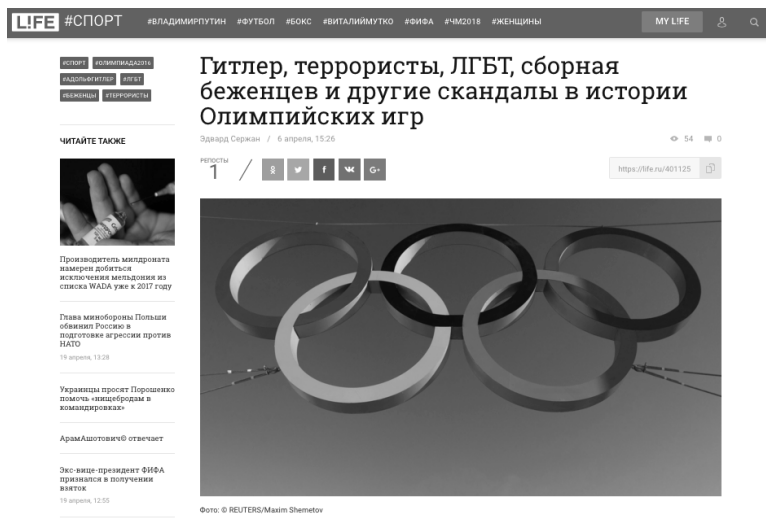 L!FE #СПОРТ #ВЛАДИМИРПУТИН #ФУТБОЛ #БОКС #ВИТАЛИЙМУТКО #ФИФА #ЧМ2018 #ЖЕНЩИНЫ MY L!FE
#СПОРТ #ОЛИМПИАДА2016
#АДОЛЬФГИТЛЕР #ЛГБТ
#БЕЖЕНЦЫ #ТЕРРОРИСТЫ
ЧИТАЙТЕ ТАКЖЕ
Производитель милдроната
намерен добиться
исключения мельдония из
списка WADA уже к 2017 году
Глава минобороны Польши
обвинил Россию в
подготовке агрессии против
НАТО
19 апреля, 13:28
Украинцы просят Порошенко
помочь «нищебродам в
командировках»
АрамАшотович© отвечает
Экс-вице-президент ФИФА
признался в получении
взяток
19 апреля, 12:55
Гитлер, террористы, ЛГБТ, сборная
беженцев и другие скандалы в истории
Олимпийских игр
Эдвард Сержан / 6 апреля, 15:26
54 0
РЕПОСТЫ
1
https://life.ru/401125
Фото: © REUTERS/Maxim Shemetov